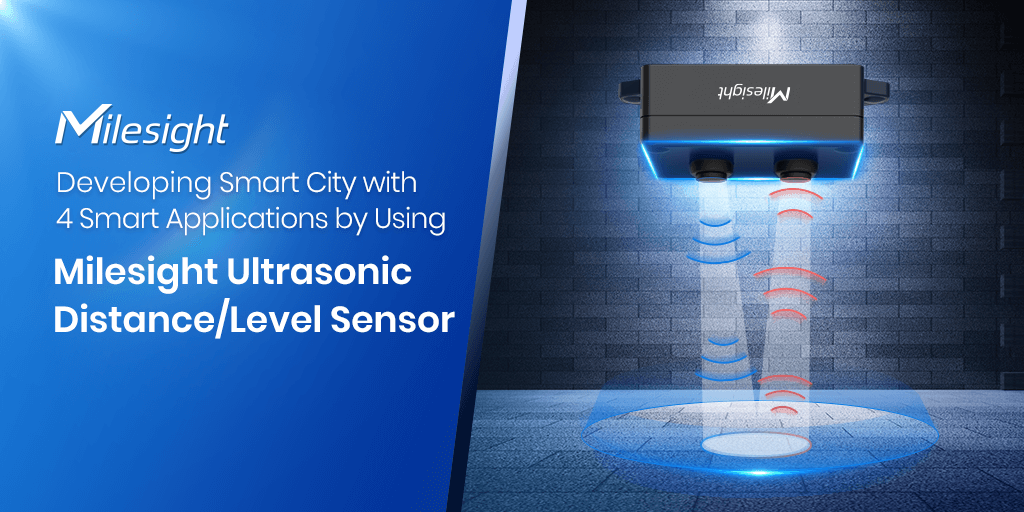 Milesight
Developing Smart City with
4 Smart Applications by Using
Milesight Ultrasonic
Distance/Level Sensor
Milesight